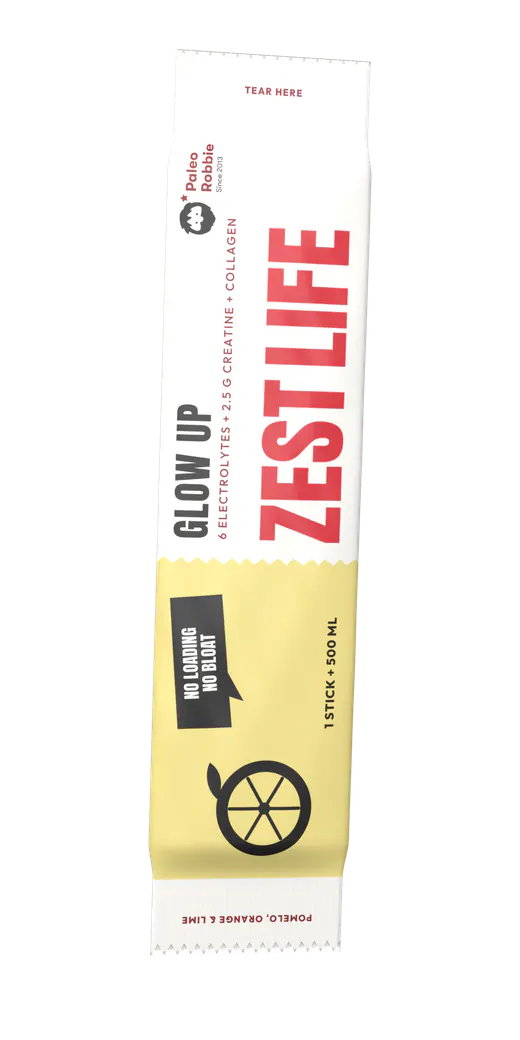 TEAR HERE
Paleo
Robbie
Since 2013
ZEST LIFE
6 ELECTROLYTES + 2.5 G CREATINE + COLLAGEN
GLOW UP
NO LOADING
NO BLOAT
1 STICK + 500 ML
POMELO, ORANGE & LIME